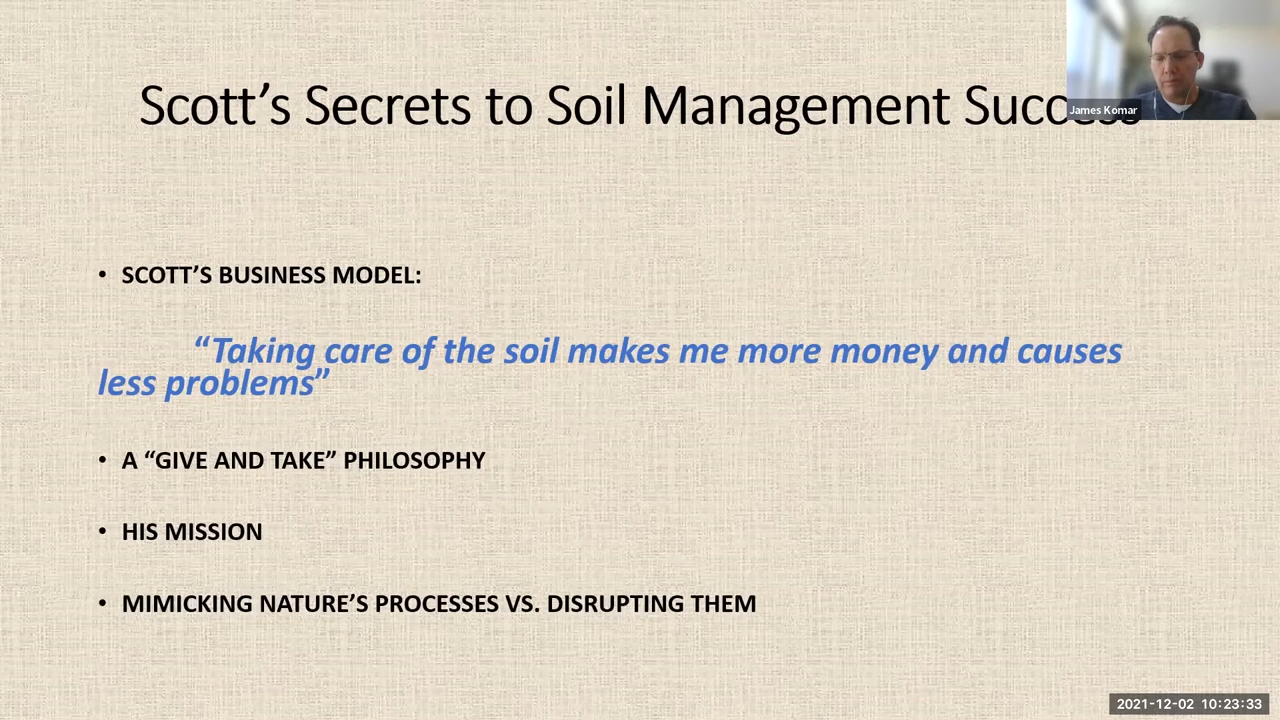 Scott’s Secrets to Soil Management Success
James Komar
• SCOTT’S BUSINESS MODEL:
“Taking care of the soil makes me more money and causes
less problems”
• A “GIVE AND TAKE” PHILOSOPHY
• HIS MISSION
• MIMICKING NATURE’S PROCESSES VS. DISRUPTING THEM
2021-12-02 10:23:33